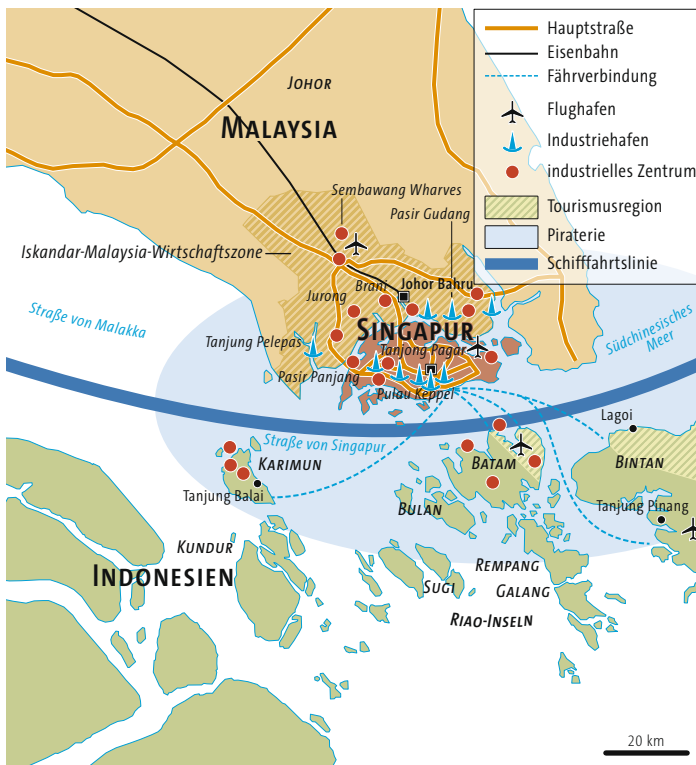 Hauptstraße
Eisenbahn
Fährverbindung
Flughafen
Industriehafen
industrielles Zentrum
Tourismusregion
Piraterie
Schifffahrtslinie
JOHOR
MALAYSIA
Sembawang Wharves
Pasir Gudang
Iskandar-Malaysia-Wirtschaftszone
Brani
Johor Bahru
Jurong
Straße von Malakka
SINGAPUR
Südchinesisches
Meer
Tanjung Pelepas
Tanjong Pagar
Pasir Panjang
Pulau Keppel
Lagoi
Straße von Singapur
KARIMUN
BATAM
BINTAN
Tanjung Balai
Tanjung Pinang
BULAN
KUNDUR
INDONESIEN
SUGI
REMPANG
GALANG
RIAO-INSELN
20 km